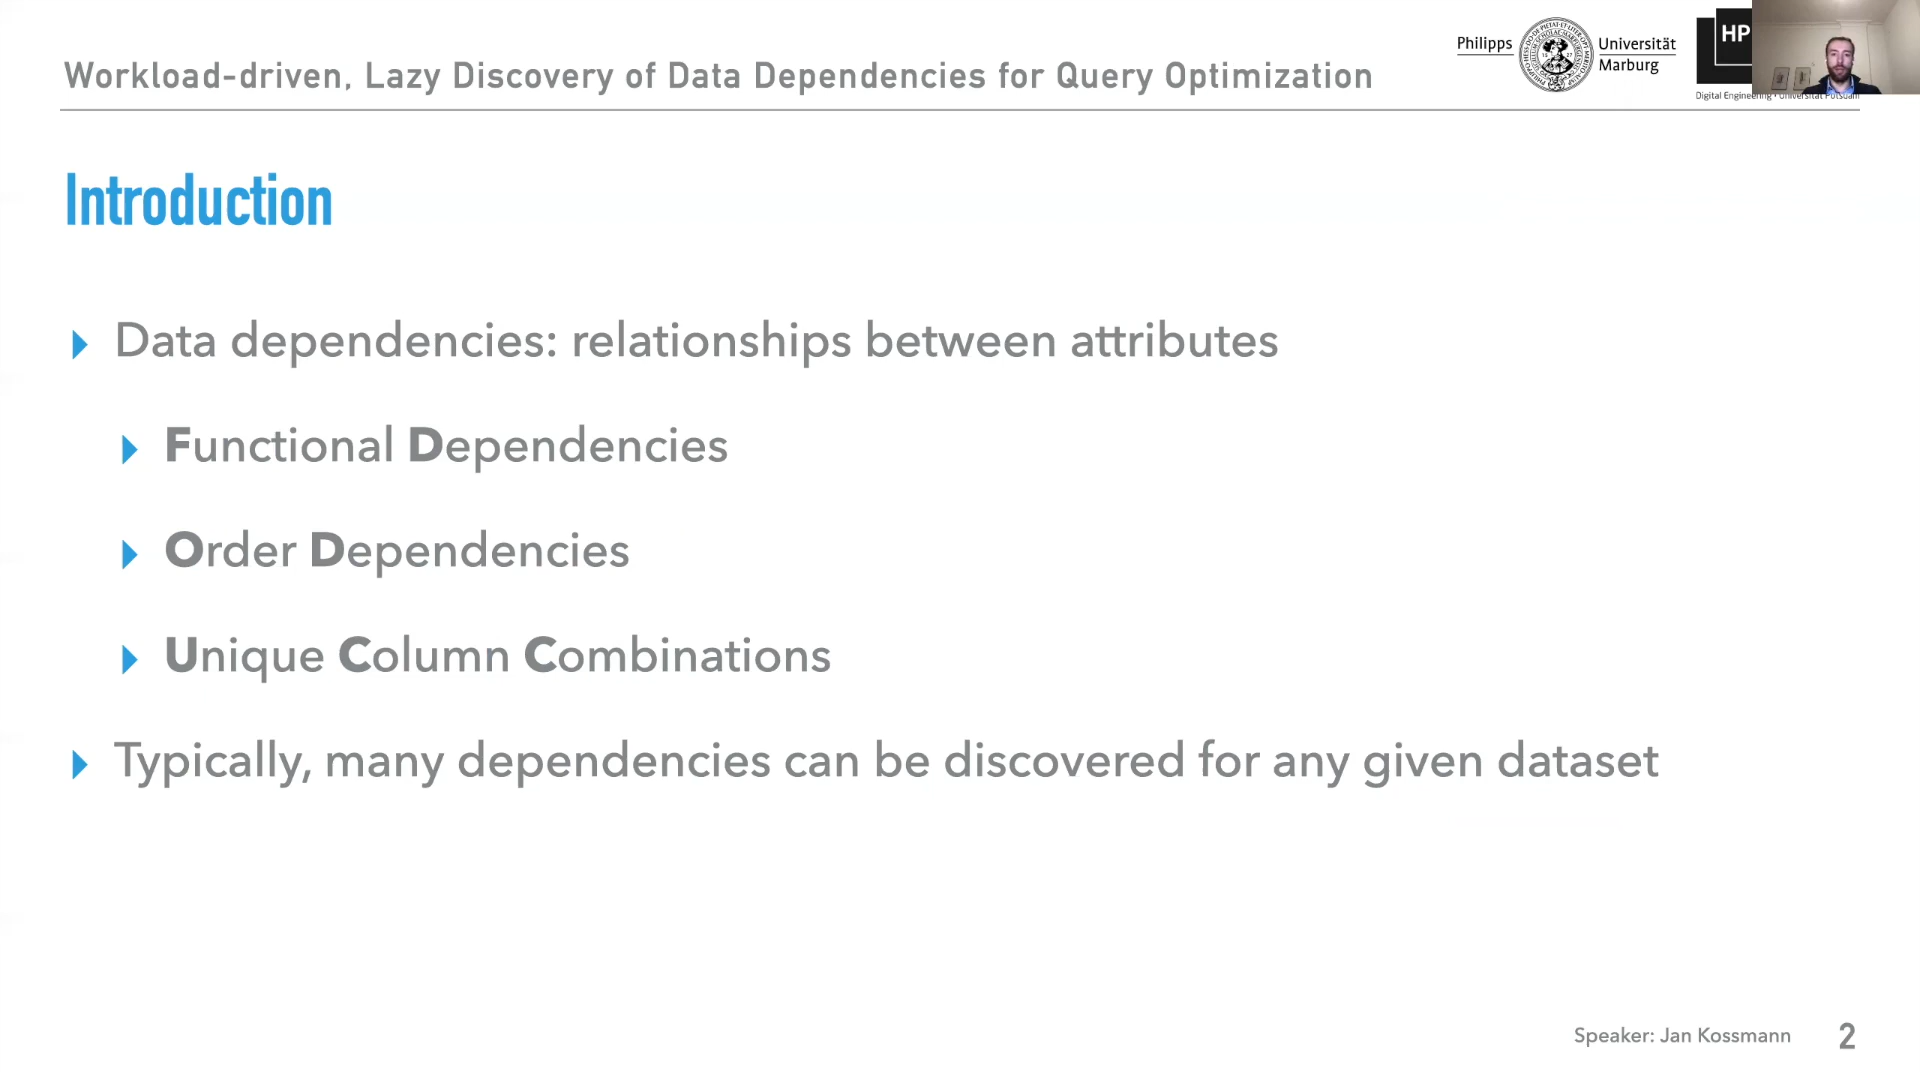 Workload-driven, Lazy Discovery of Data Dependencies for Query Optimization
Philipps
Universität
Marburg
HP
Digital Engineering • Universität Potsdam
Introduction
Data dependencies: relationships between attributes
Functional Dependencies
Order Dependencies
Unique Column Combinations
Typically, many dependencies can be discovered for any given dataset
Speaker: Jan Kossmann
2